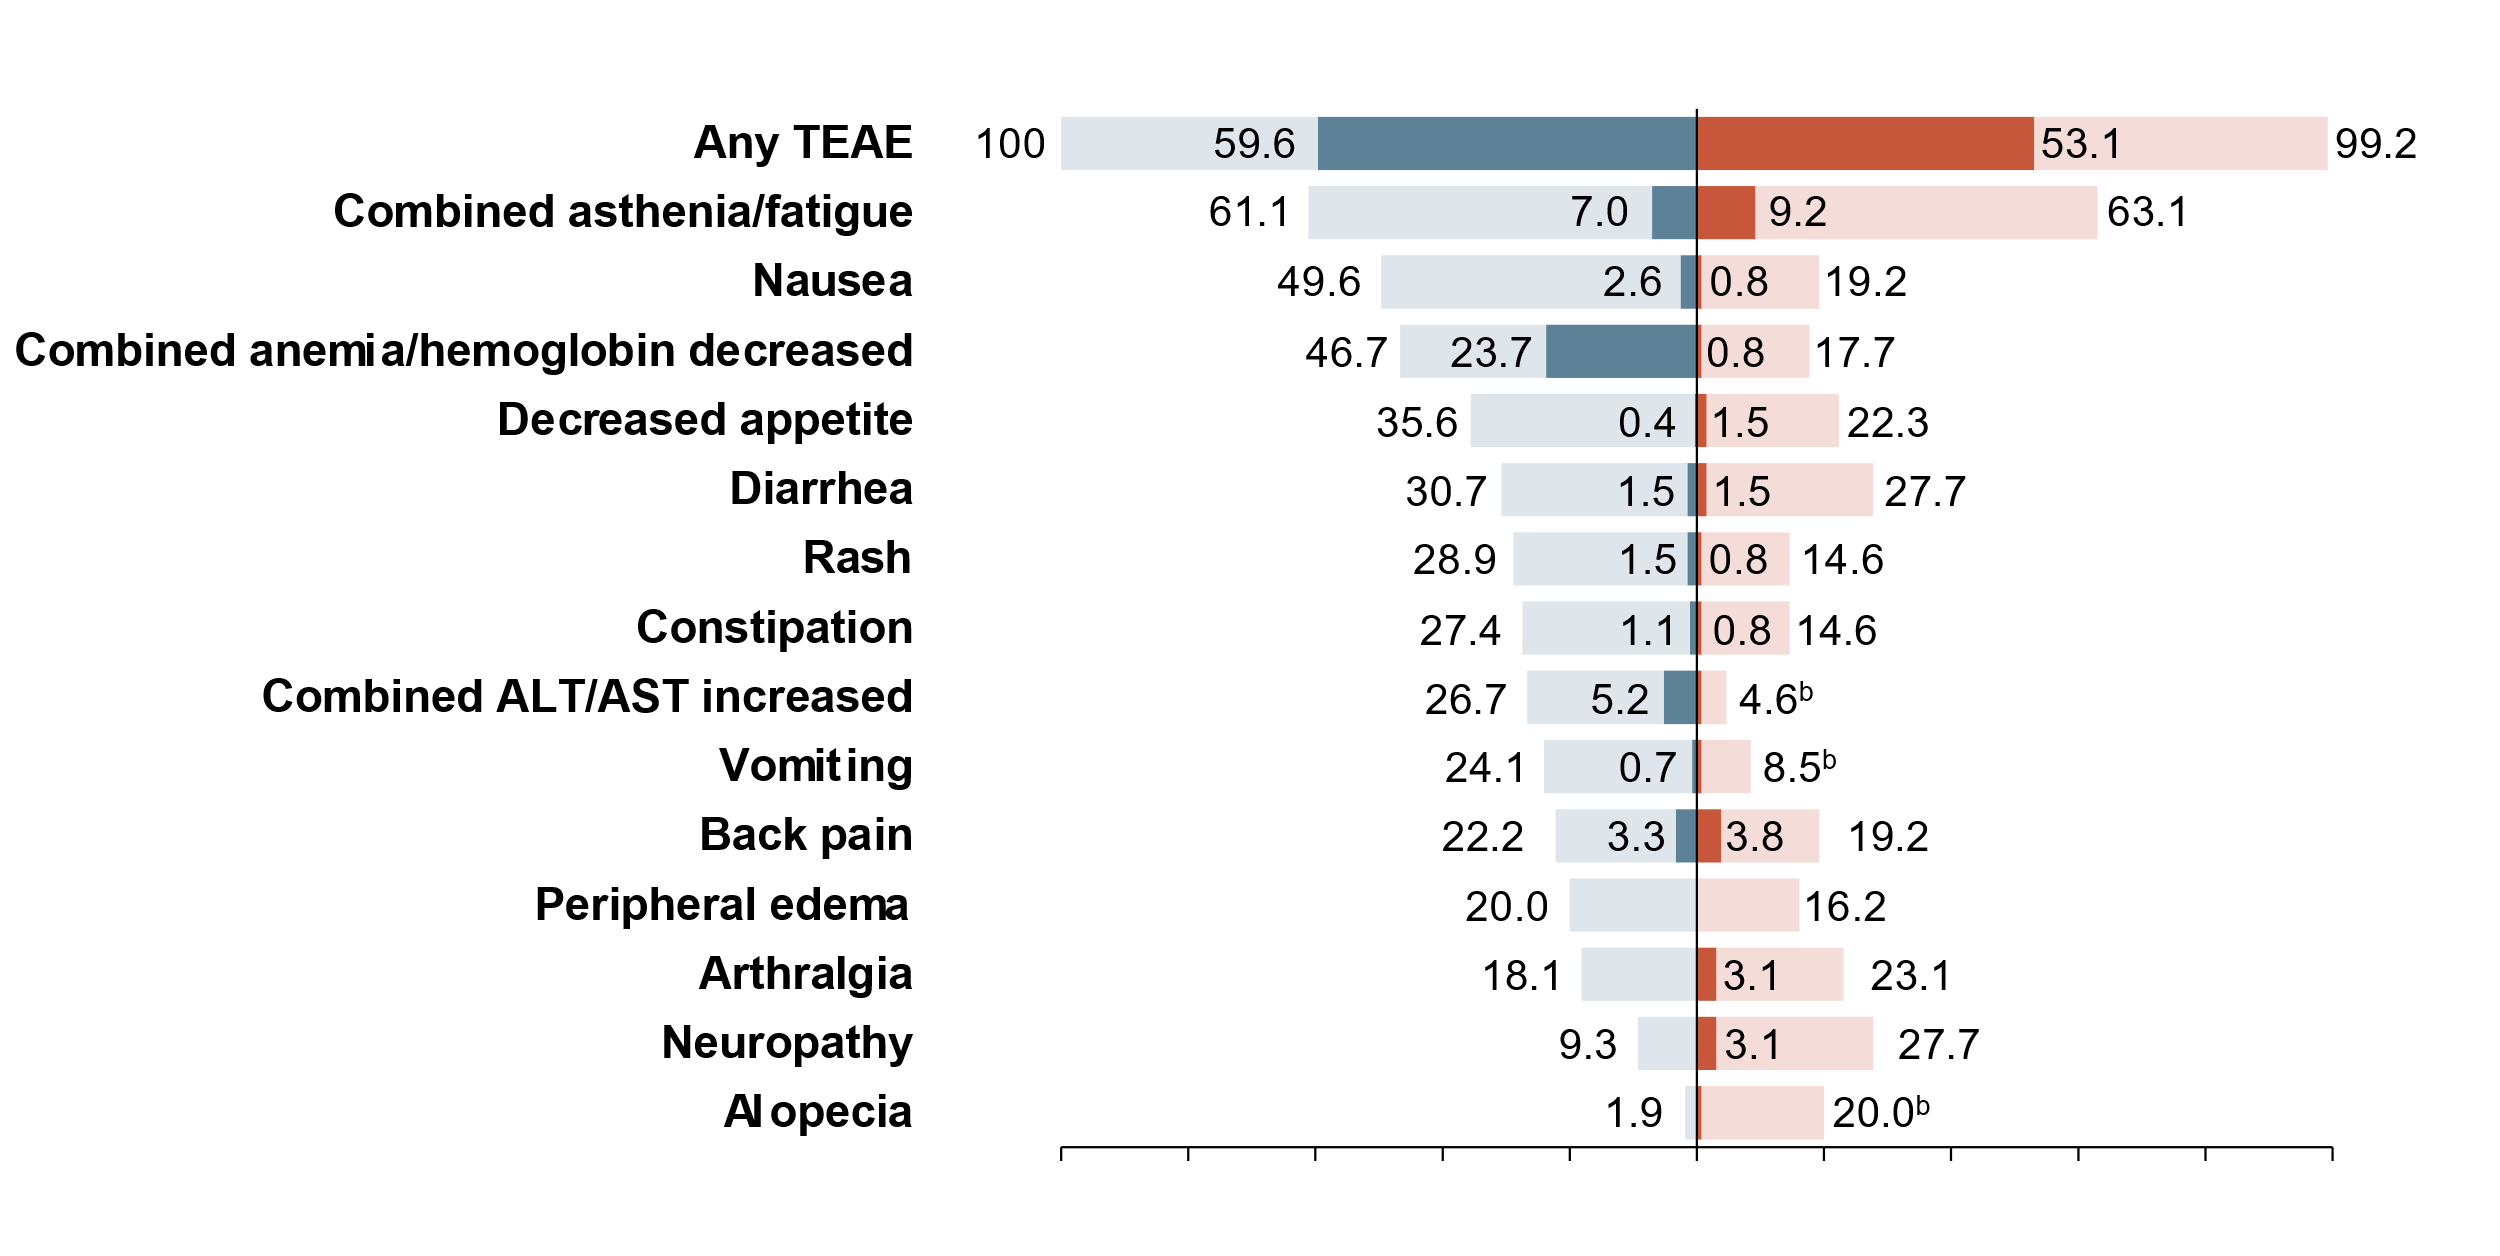 Any TEAE 100 59.6 53.1 99.2
Combined asthenia/fatigue 61.1 7.0 9.2 63.1
Nausea 49.6 2.6 0.8 19.2
Combined anemia/hemoglobin decreased 46.7 23.7 0.8 17.7
Decreased appetite 35.6 0.4 1.5 22.3
Diarrhea 30.7 1.5 1.5 27.7
Rash 28.9 1.5 0.8 14.6
Constipation 27.4 1.1 0.8 14.6
Combined ALT/AST increased 26.7 5.2 4.6ᵇ
Vomiting 24.1 0.7 8.5ᵇ
Back pain 22.2 3.3 3.8 19.2
Peripheral edema 20.0 16.2
Arthralgia 18.1 3.1 23.1
Neuropathy 9.3 3.1 27.7
Alopecia 1.9 20.0ᵇ